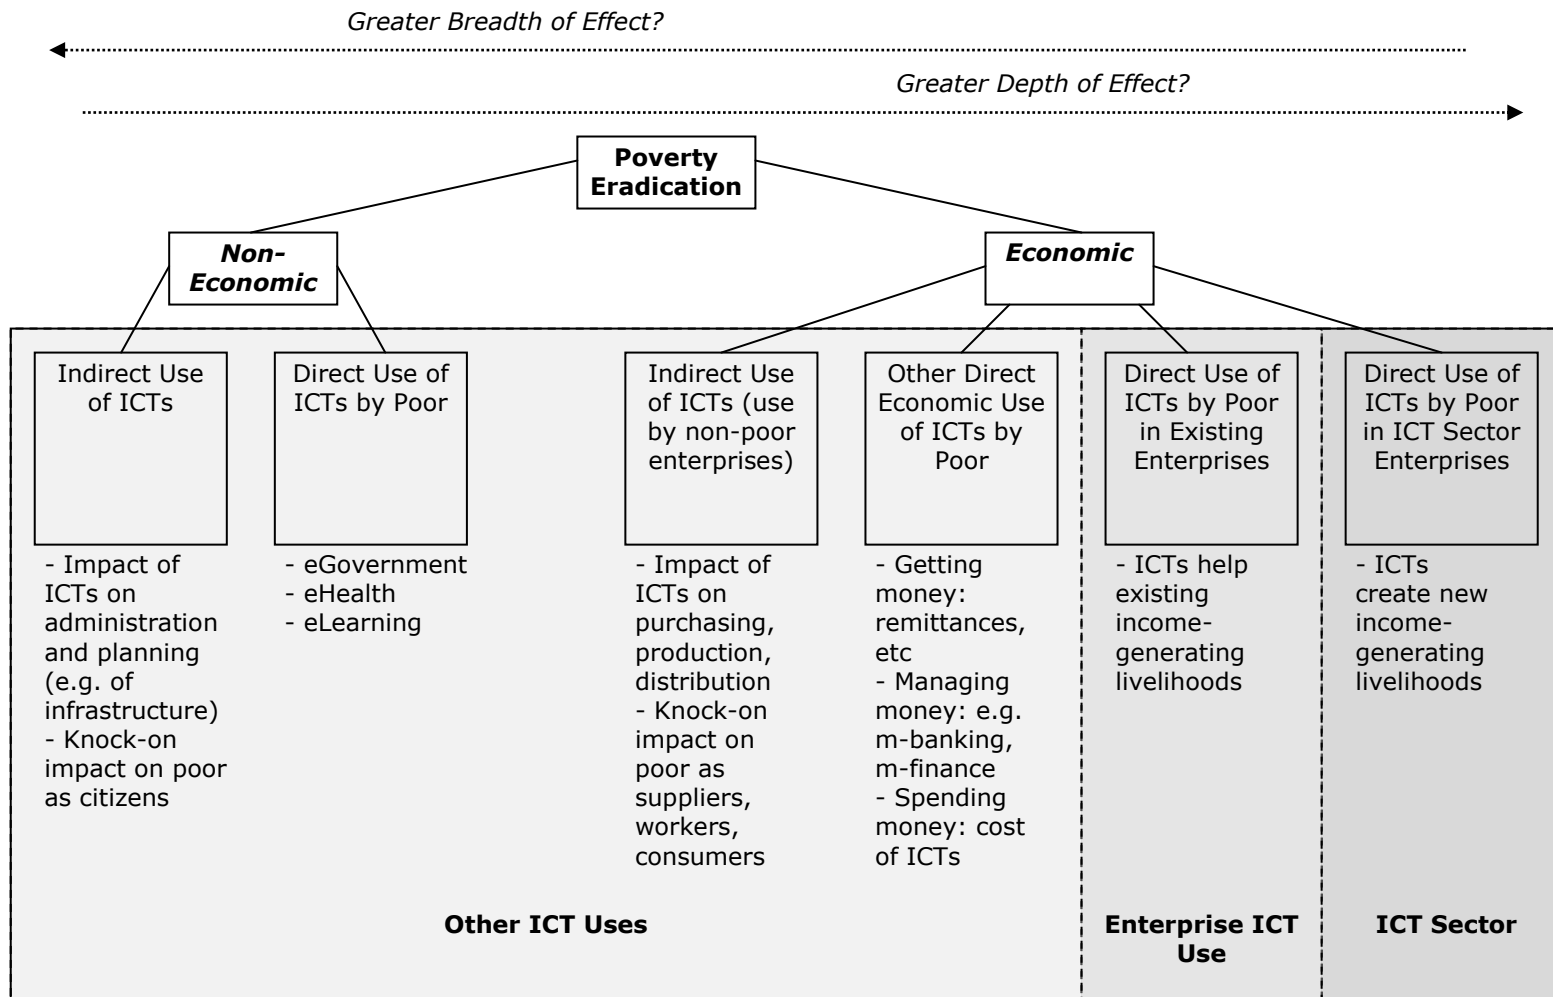 Greater Breadth of Effect?
Greater Depth of Effect?
Poverty
Eradication
Non-
Economic
Economic
Indirect Use
of ICTs
Direct Use of
ICTs by Poor
Indirect Use
of ICTs (use
by non-poor
enterprises)
Other Direct
Economic Use
of ICTs by
Poor
Direct Use of
ICTs by Poor
in Existing
Enterprises
Direct Use of
ICTs by Poor
in ICT Sector
Enterprises
- Impact of
ICTs on
administration
and planning
(e.g. of
infrastructure)
- Knock-on
impact on poor
as citizens
- eGovernment
- eHealth
- eLearning
- Impact of
ICTs on
purchasing,
production,
distribution
- Knock-on
impact on
poor as
suppliers,
workers,
consumers
- Getting
money:
remittances,
etc
- Managing
money: e.g.
m-banking,
m-finance
- Spending
money: cost
of ICTs
- ICTs help
existing
income-
generating
livelihoods
- ICTs
create new
income-
generating
livelihoods
Other ICT Uses
Enterprise ICT
Use
ICT Sector